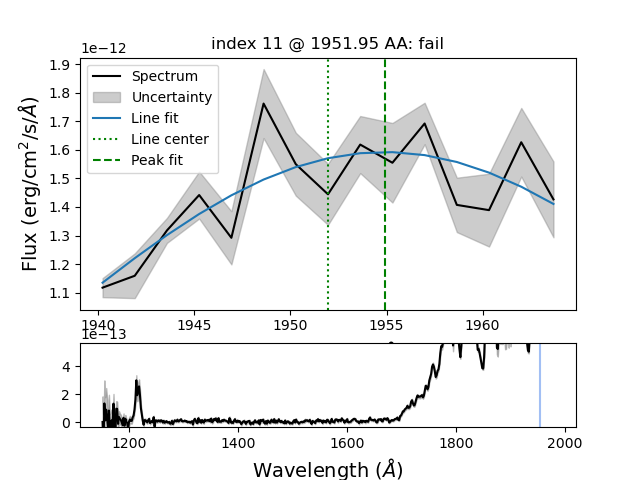 index 11 @ 1951.95 AA: fail
1e−12
1.9
1.8
1.7
1.6
1.5
1.4
1.3
1.2
1.1
Flux (erg/cm²/s/Å)
Spectrum
Uncertainty
Line fit
Line center
Peak fit
1940 1945 1950 1955 1960
1e−13
4
2
0
1200 1400 1600 1800 2000
Wavelength (Å)